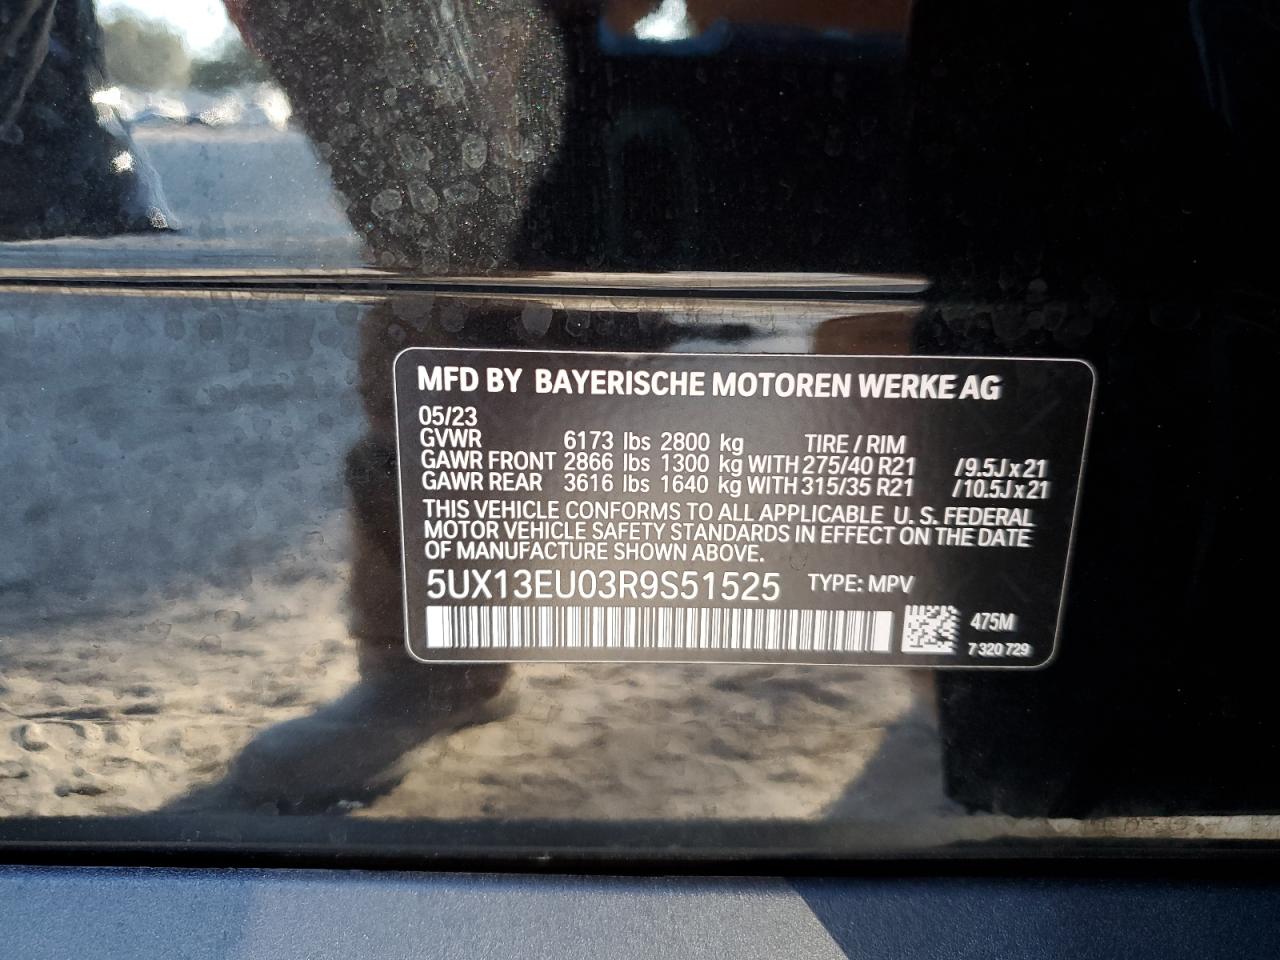 MFD BY BAYERISCHE MOTOREN WERKE AG
05/23
GVWR 6173 lbs 2800 kg TIRE / RIM
GAWR FRONT 2866 lbs 1300 kg WITH 275/40 R21 /9.5J x 21
GAWR REAR 3616 lbs 1640 kg WITH 315/35 R21 /10.5J x 21
THIS VEHICLE CONFORMS TO ALL APPLICABLE U. S. FEDERAL
MOTOR VEHICLE SAFETY STANDARDS IN EFFECT ON THE DATE
OF MANUFACTURE SHOWN ABOVE.
5UX13EU03R9S51525 TYPE: MPV
475M
7 320 729